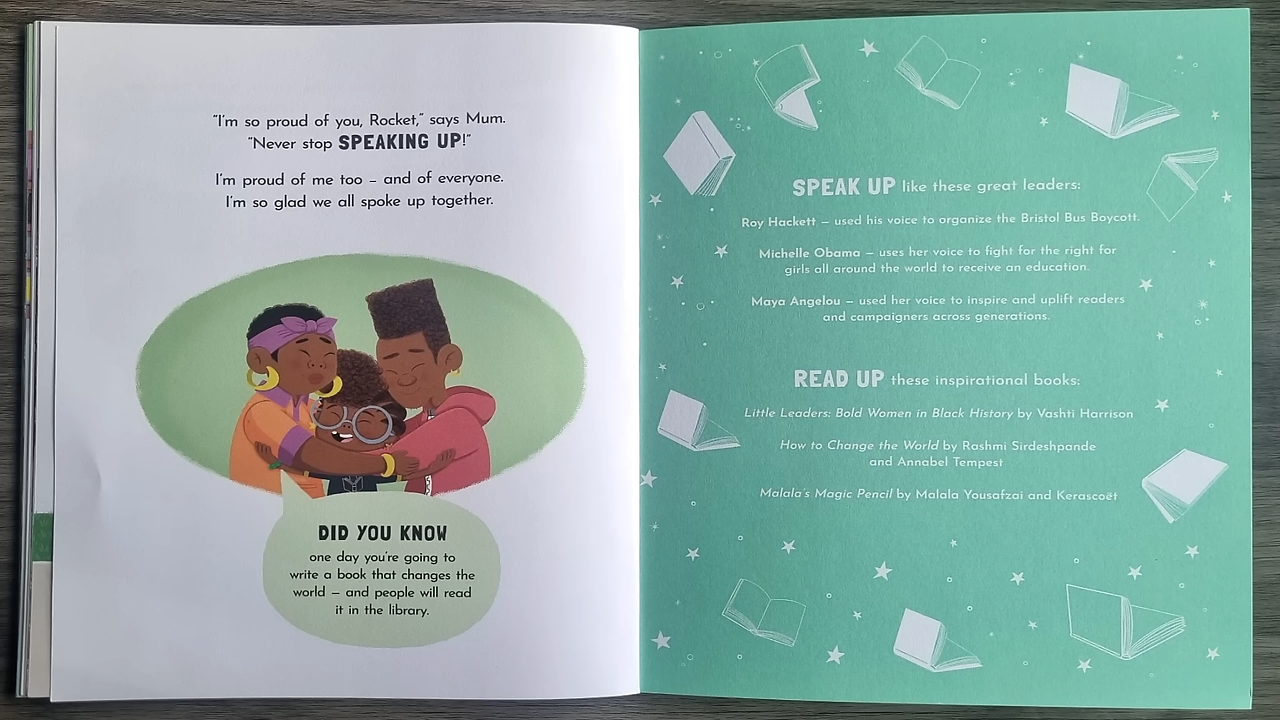 “I’m so proud of you, Rocket,” says Mum.
“Never stop SPEAKING UP!”
I’m proud of me too – and of everyone.
I’m so glad we all spoke up together.
DID YOU KNOW
one day you’re going to
write a book that changes the
world – and people will read
it in the library.
SPEAK UP like these great leaders:
Roy Hackett – used his voice to organize the Bristol Bus Boycott.
Michelle Obama – uses her voice to fight for the right for
girls all around the world to receive an education.
Maya Angelou – used her voice to inspire and uplift readers
and campaigners across generations.
READ UP these inspirational books:
Little Leaders: Bold Women in Black History by Vashti Harrison
How to Change the World by Rashmi Sirdeshpande
and Annabel Tempest
Malala’s Magic Pencil by Malala Yousafzai and Kerascoët